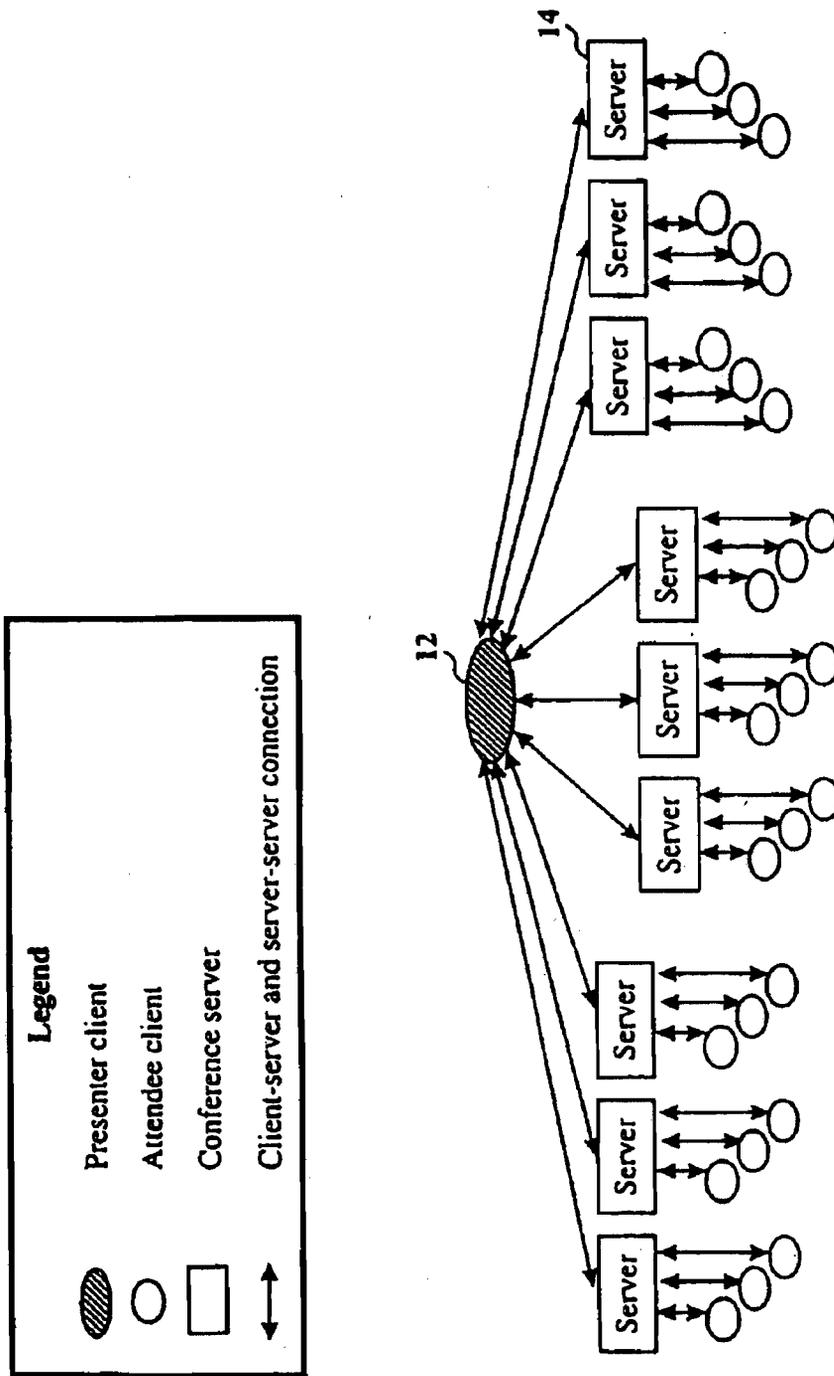 Legend
Presenter client
Attendee client
Conference server
Client-server and server-server connection
12
14
Server
Server
Server
Server
Server
Server
Server
Server
Server